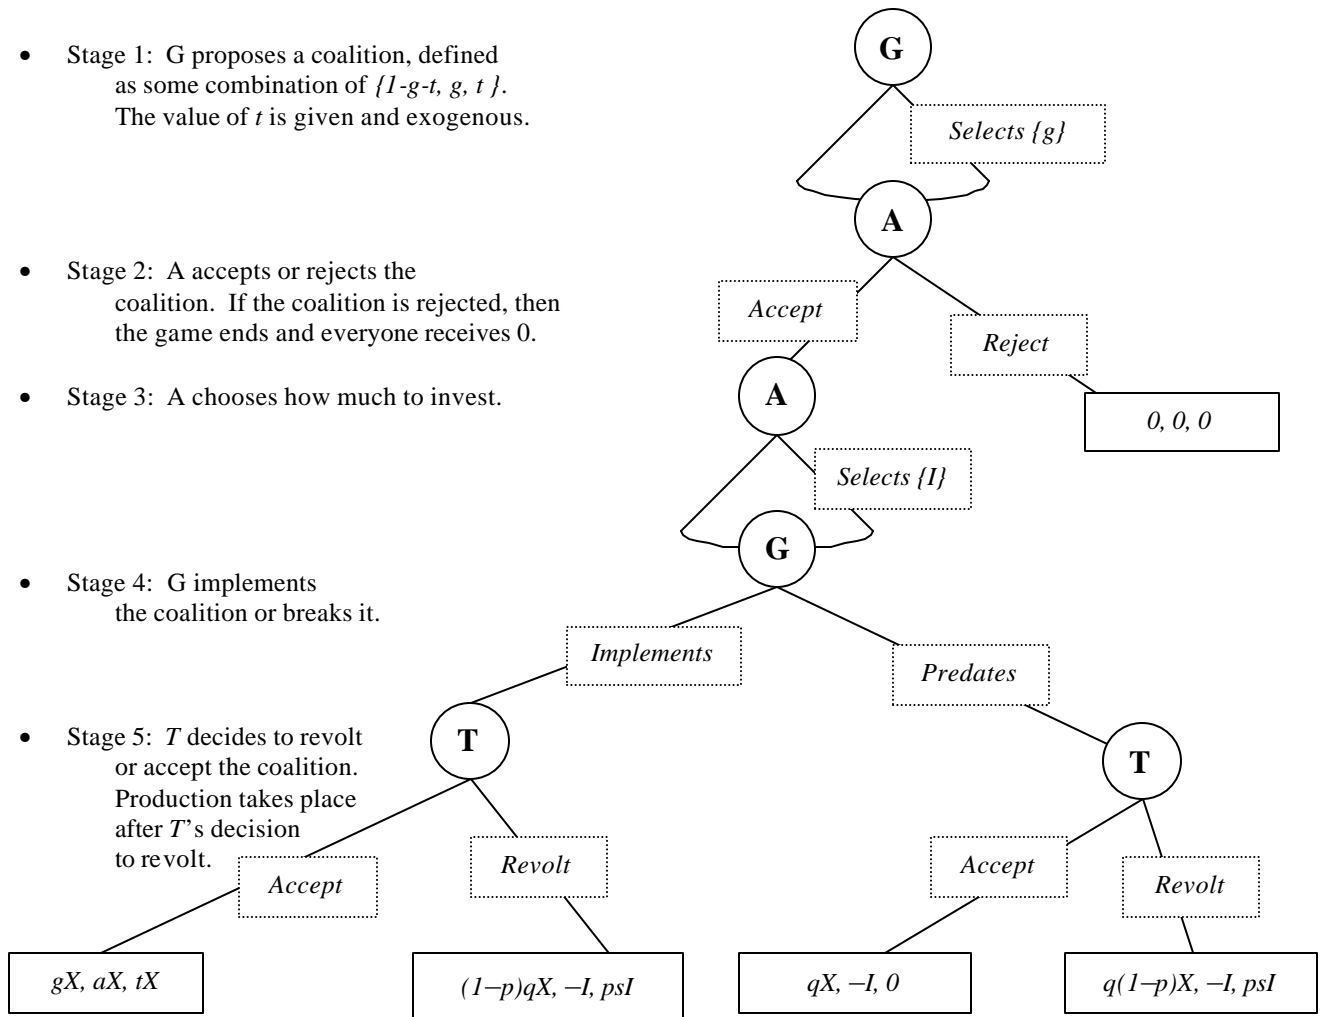 G
• Stage 1: G proposes a coalition, defined
as some combination of {1-g-t, g, t }.
The value of t is given and exogenous.
Selects {g}
A
• Stage 2: A accepts or rejects the
coalition. If the coalition is rejected, then
the game ends and everyone receives 0.
Accept
Reject
• Stage 3: A chooses how much to invest.
A
0, 0, 0
Selects {I}
G
• Stage 4: G implements
the coalition or breaks it.
Implements
Predates
• Stage 5: T decides to revolt
or accept the coalition.
Production takes place
after T's decision
to revolt.
T
T
Accept
Revolt
Accept
Revolt
gX, aX, tX
(1–p)qX, –I, psI
qX, –I, 0
q(1–p)X, –I, psI